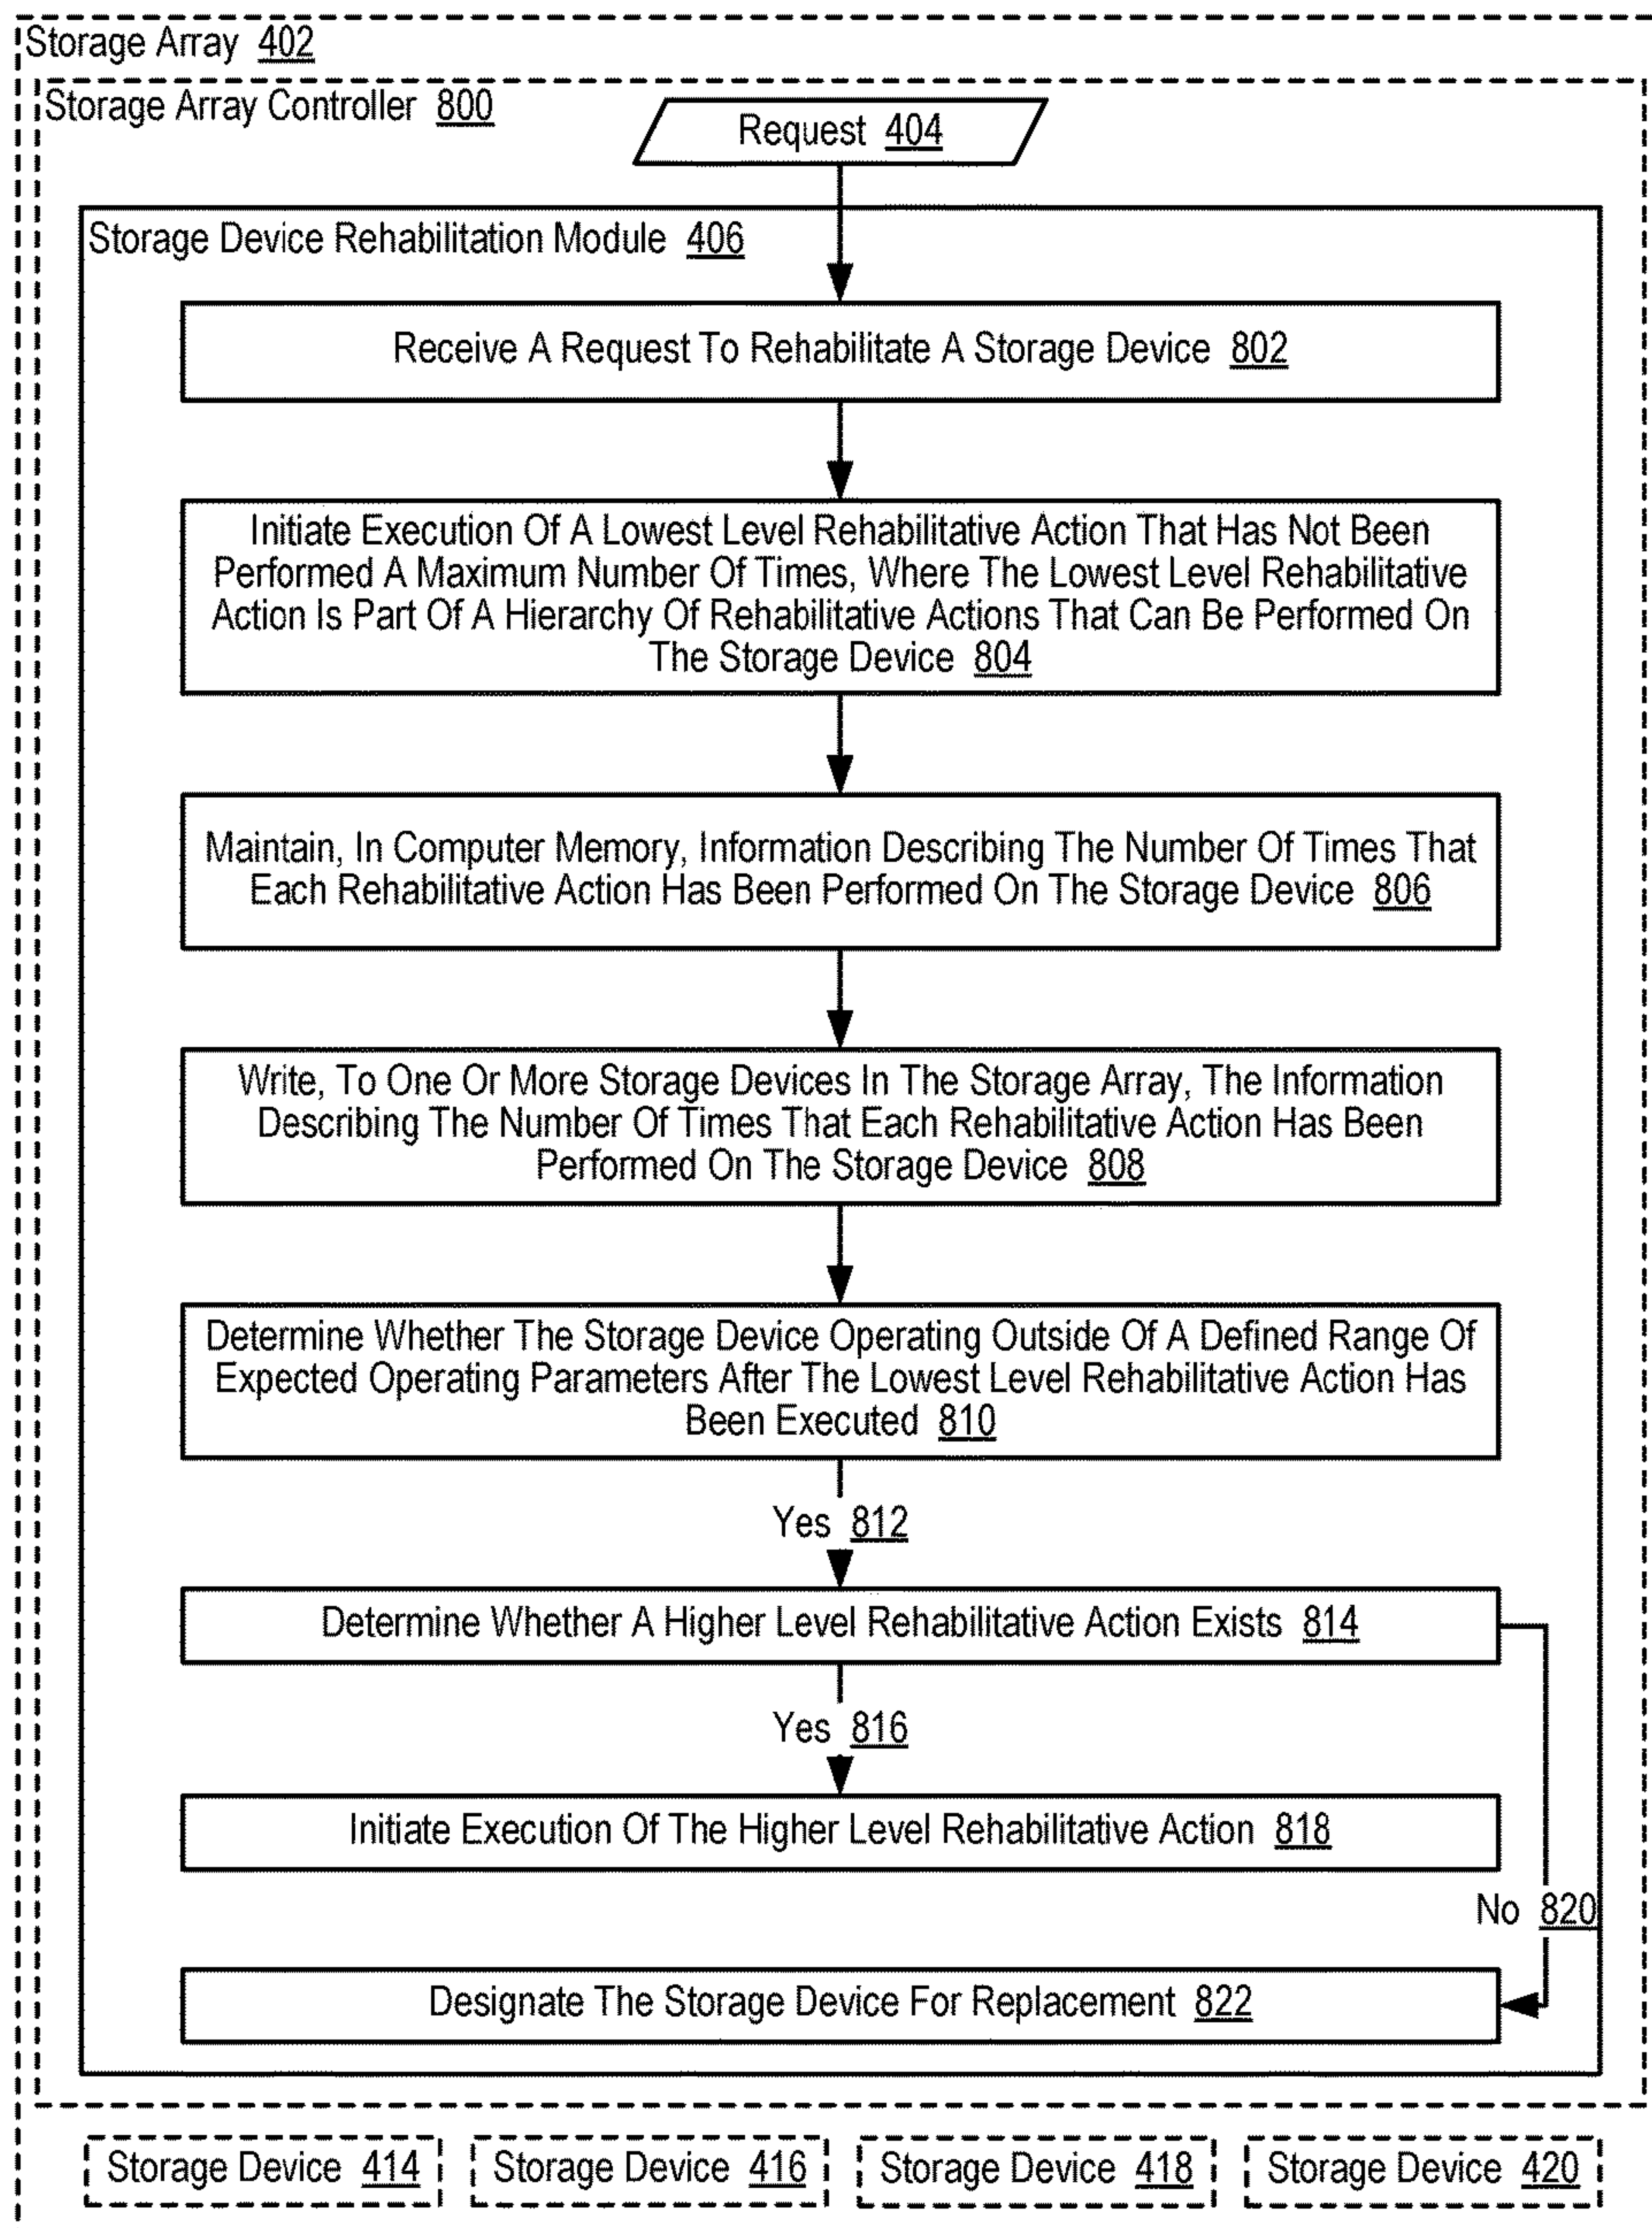 Storage Array 402
Storage Array Controller 800
Request 404
Storage Device Rehabilitation Module 406
Receive A Request To Rehabilitate A Storage Device 802
Initiate Execution Of A Lowest Level Rehabilitative Action That Has Not Been
Performed A Maximum Number Of Times, Where The Lowest Level Rehabilitative
Action Is Part Of A Hierarchy Of Rehabilitative Actions That Can Be Performed On
The Storage Device 804
Maintain, In Computer Memory, Information Describing The Number Of Times That
Each Rehabilitative Action Has Been Performed On The Storage Device 806
Write, To One Or More Storage Devices In The Storage Array, The Information
Describing The Number Of Times That Each Rehabilitative Action Has Been
Performed On The Storage Device 808
Determine Whether The Storage Device Operating Outside Of A Defined Range Of
Expected Operating Parameters After The Lowest Level Rehabilitative Action Has
Been Executed 810
Yes 812
Determine Whether A Higher Level Rehabilitative Action Exists 814
Yes 816
Initiate Execution Of The Higher Level Rehabilitative Action 818
No 820
Designate The Storage Device For Replacement 822
Storage Device 414
Storage Device 416
Storage Device 418
Storage Device 420